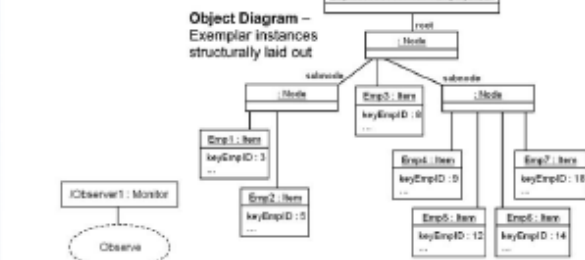 Object Diagram –
Exemplar instances
structurally laid out
root
: Node
subnode
subnode
: Node
: Node
Emp3 : Item
keyEmpID : 8
...
Emp1 : Item
keyEmpID : 3
...
Emp2 : Item
keyEmpID : 5
...
Emp4 : Item
keyEmpID : 9
...
Emp7 : Item
keyEmpID : 18
...
Emp5 : Item
keyEmpID : 12
...
Emp6 : Item
keyEmpID : 14
...
/Observer1 : Monitor
Observe